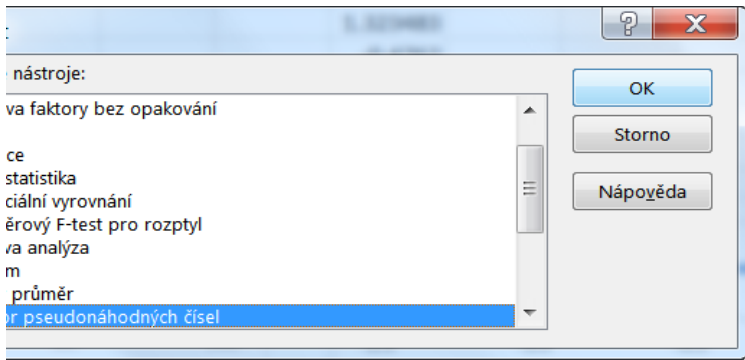 nástroje:
va faktory bez opakování
ce
statistika
ciální vyrovnání
ěrový F-test pro rozptyl
va analýza
m
průměr
or pseudonáhodných čísel
OK
Storno
Nápověda